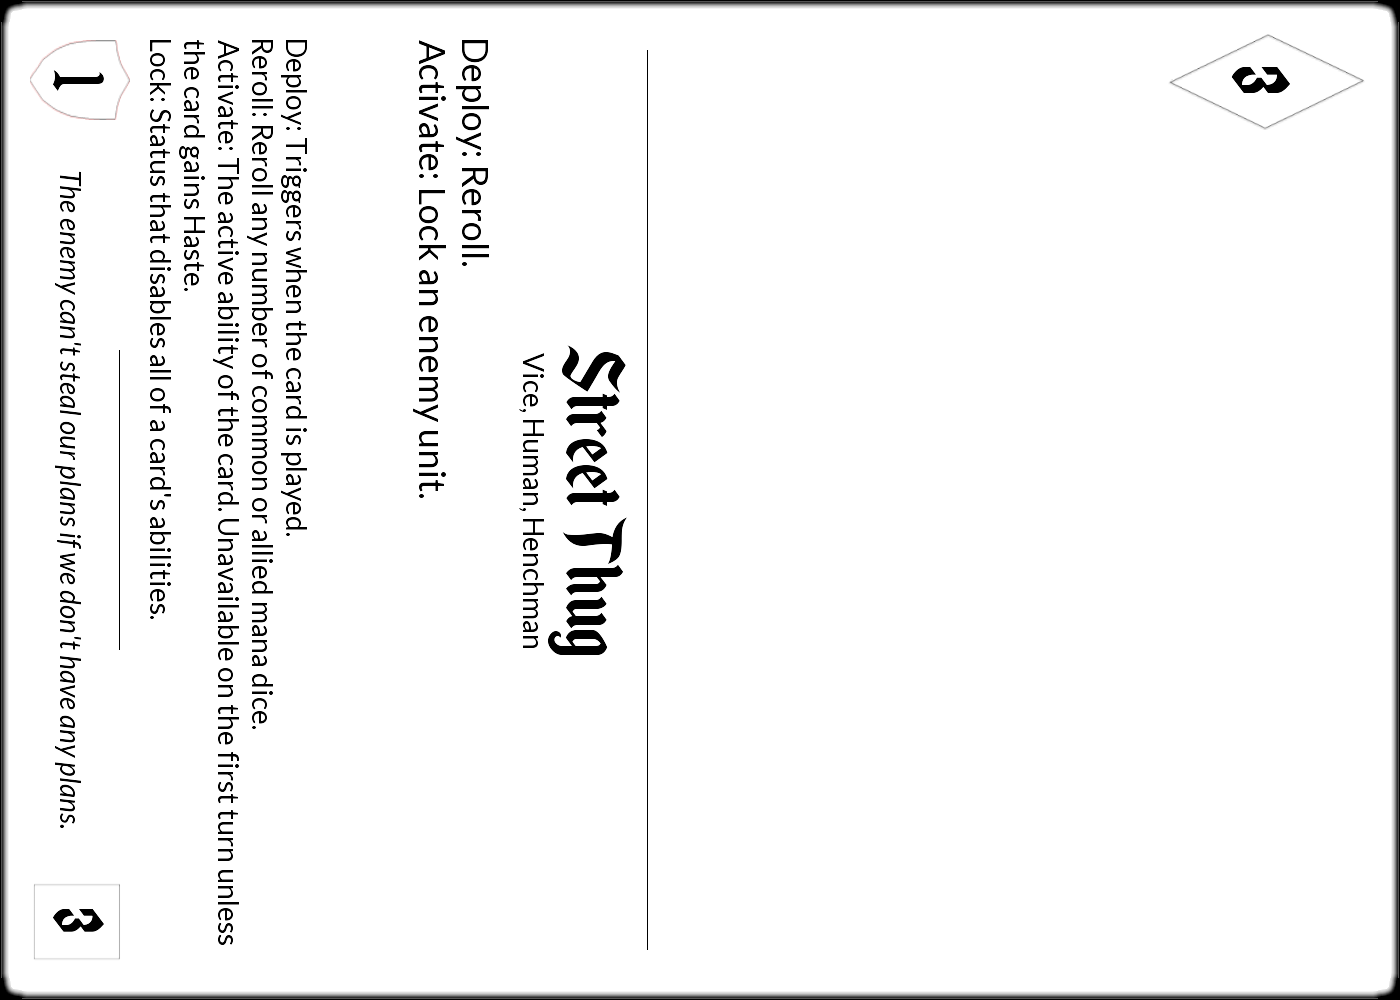 3
Street Thug
Vice, Human, Henchman
Deploy: Reroll.
Activate: Lock an enemy unit.
Deploy: Triggers when the card is played.
Reroll: Reroll any number of common or allied mana dice.
Activate: The active ability of the card. Unavailable on the first turn unless
the card gains Haste.
Lock: Status that disables all of a card's abilities.
1
The enemy can't steal our plans if we don't have any plans.
3